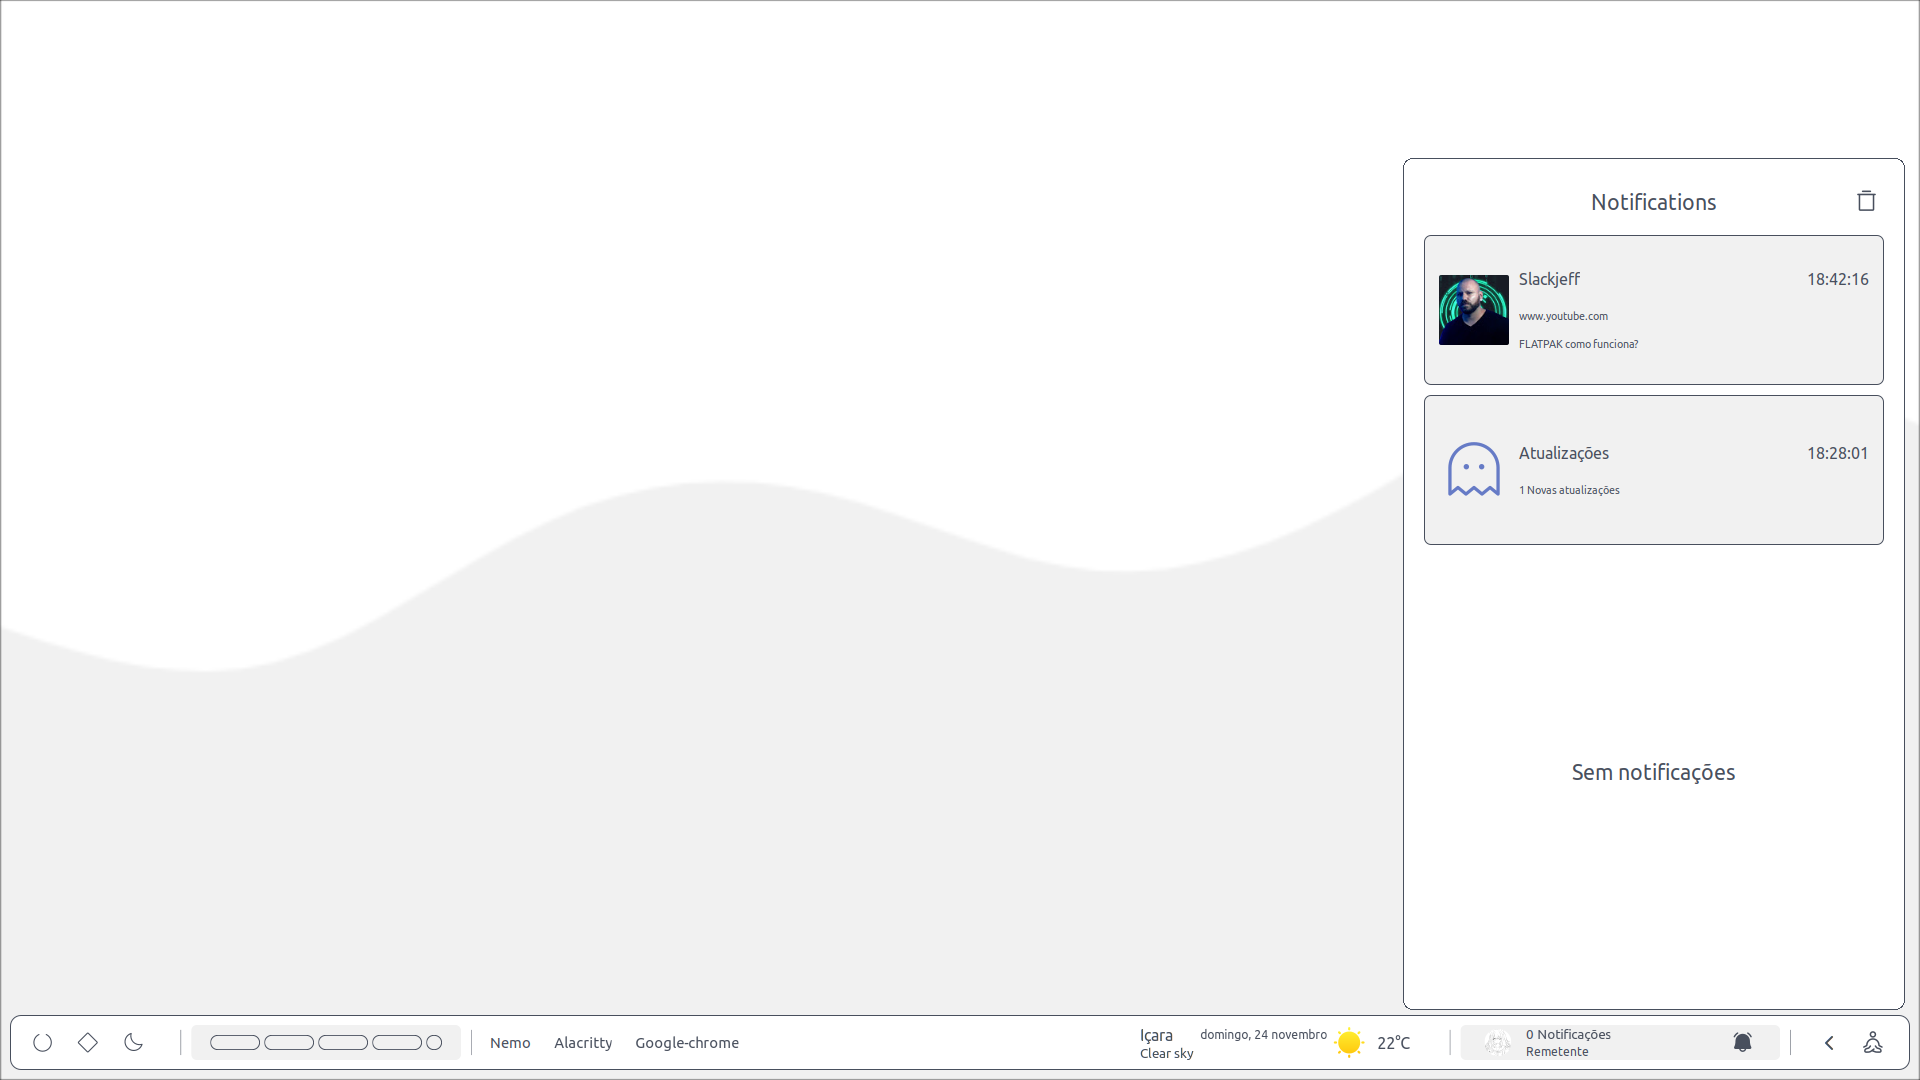 Notifications
Slackjeff
18:42:16
www.youtube.com
FLATPAK como funciona?
Atualizações
18:28:01
1 Novas atualizações
Sem notificações
Nemo
Alacritty
Google-chrome
Içara
Clear sky
domingo, 24 novembro
22°C
0 Notificações
Remetente